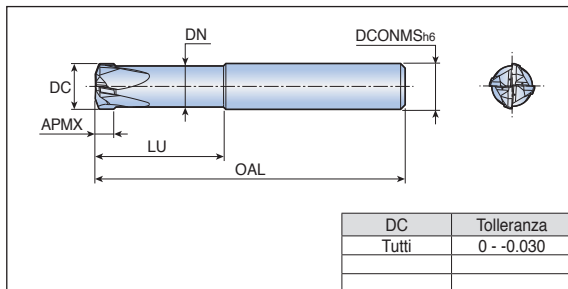 DN
DCONMSh6
DC
APMX
LU
OAL
DC Tolleranza
Tutti 0 - -0.030